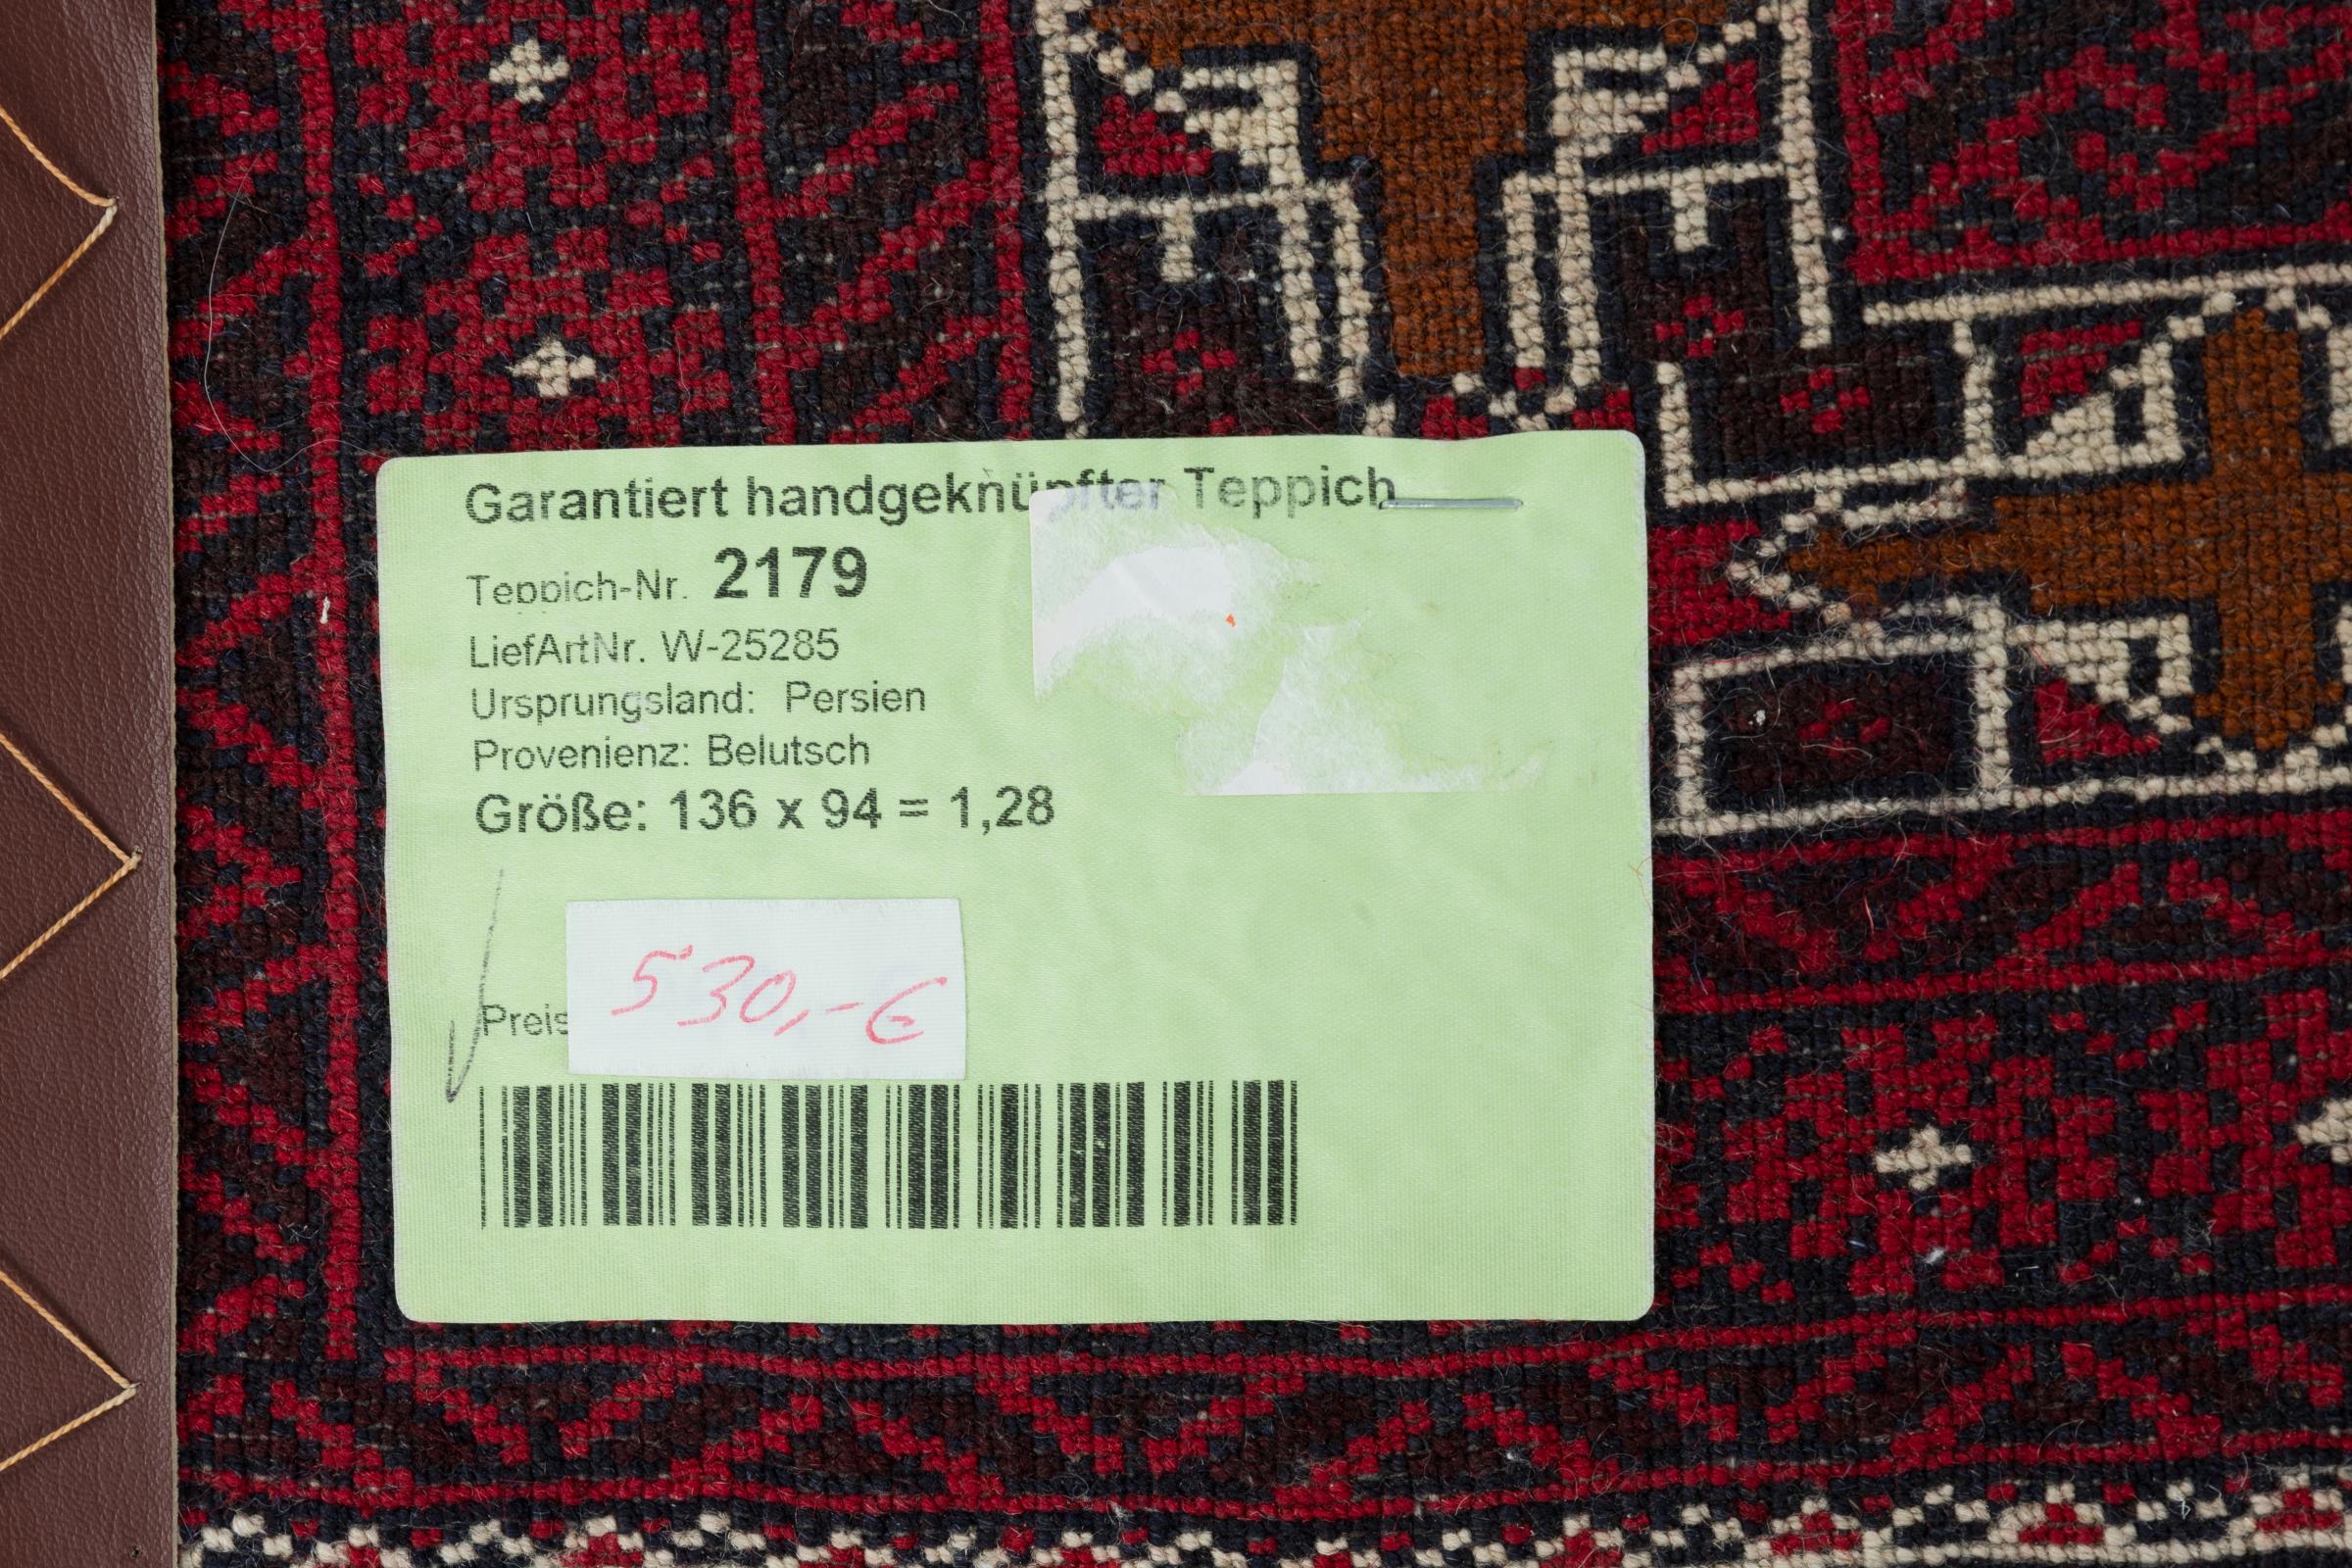 Garantiert handgeknüpfter Teppich
Teppich-Nr. 2179
LiefArtNr. W-25285
Ursprungsland: Persien
Provenienz: Belutsch
Größe: 136 x 94 = 1,28
Preis 530,-€